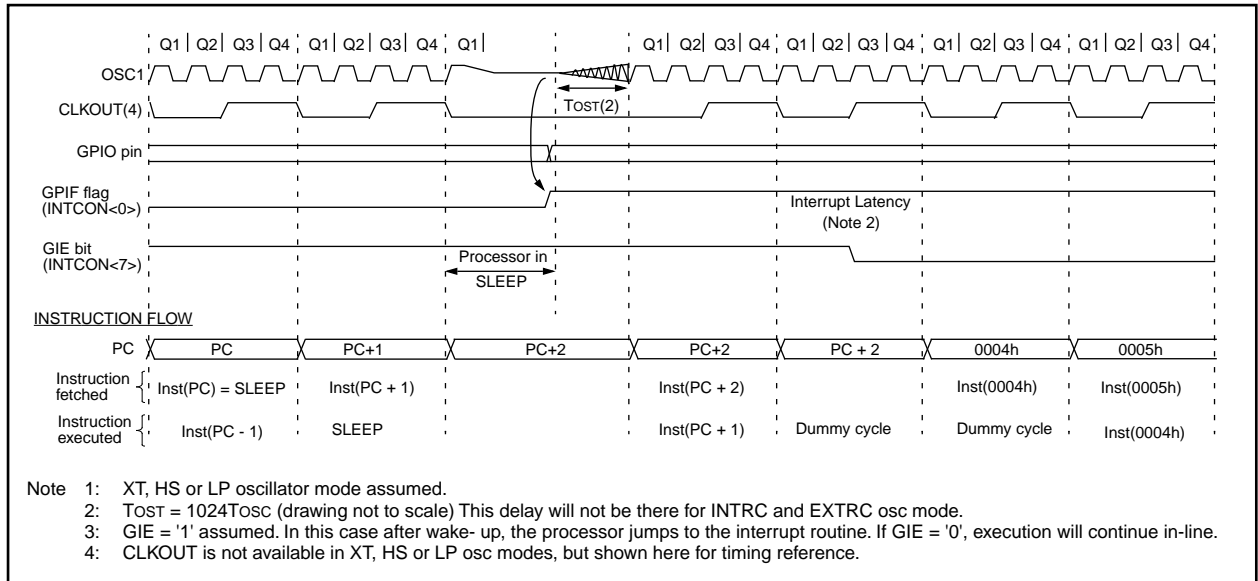 Q1 Q2 Q3 Q4 Q1 Q2 Q3 Q4 Q1 Q1 Q2 Q3 Q4 Q1 Q2 Q3 Q4 Q1 Q2 Q3 Q4 Q1 Q2 Q3 Q4
OSC1
TOST(2)
CLKOUT(4)
GPIO pin
GPIF flag
(INTCON<0>)
Interrupt Latency
(Note 2)
GIE bit
(INTCON<7>)
Processor in
SLEEP
INSTRUCTION FLOW
PC PC PC+1 PC+2 PC+2 PC + 2 0004h 0005h
Instruction
fetched
Inst(PC) = SLEEP Inst(PC + 1) Inst(PC + 2) Inst(0004h) Inst(0005h)
Instruction
executed
Inst(PC - 1) SLEEP Inst(PC + 1) Dummy cycle Dummy cycle Inst(0004h)
Note 1: XT, HS or LP oscillator mode assumed.
2: TOST = 1024TOSC (drawing not to scale) This delay will not be there for INTRC and EXTRC osc mode.
3: GIE = '1' assumed. In this case after wake- up, the processor jumps to the interrupt routine. If GIE = '0', execution will continue in-line.
4: CLKOUT is not available in XT, HS or LP osc modes, but shown here for timing reference.